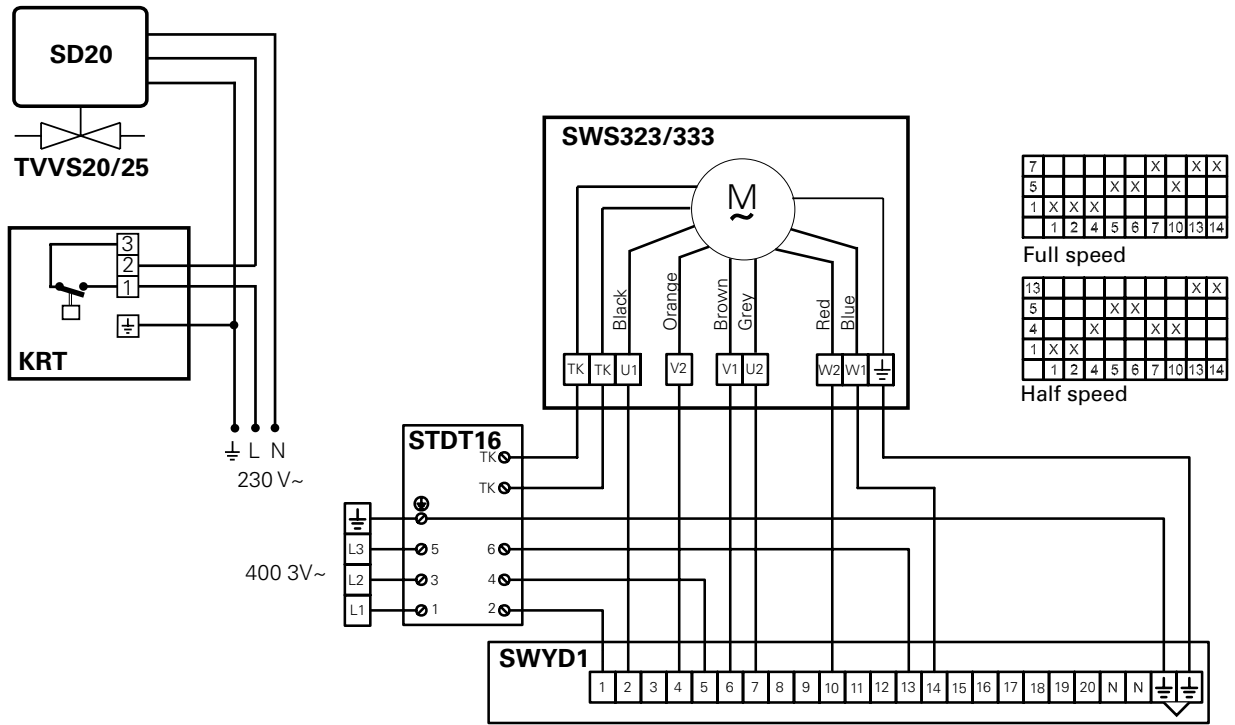 SD20
TVVS20/25
3
2
1
KRT
L N
230 V~
SWS323/333
M
~
Black
Orange
Brown
Grey
Red
Blue
TK TK U1 V2 V1 U2 W2 W1
STDT16
TK
TK
L3 5 6
400 3V~
L2 3 4
L1 1 2
SWYD1
1 2 3 4 5 6 7 8 9 10 11 12 13 14 15 16 17 18 19 20 N N
7 X X X
5 X X X
1 X X X
1 2 4 5 6 7 10 13 14
Full speed
13 X X
5 X X
4 X X X
1 X X
1 2 4 5 6 7 10 13 14
Half speed